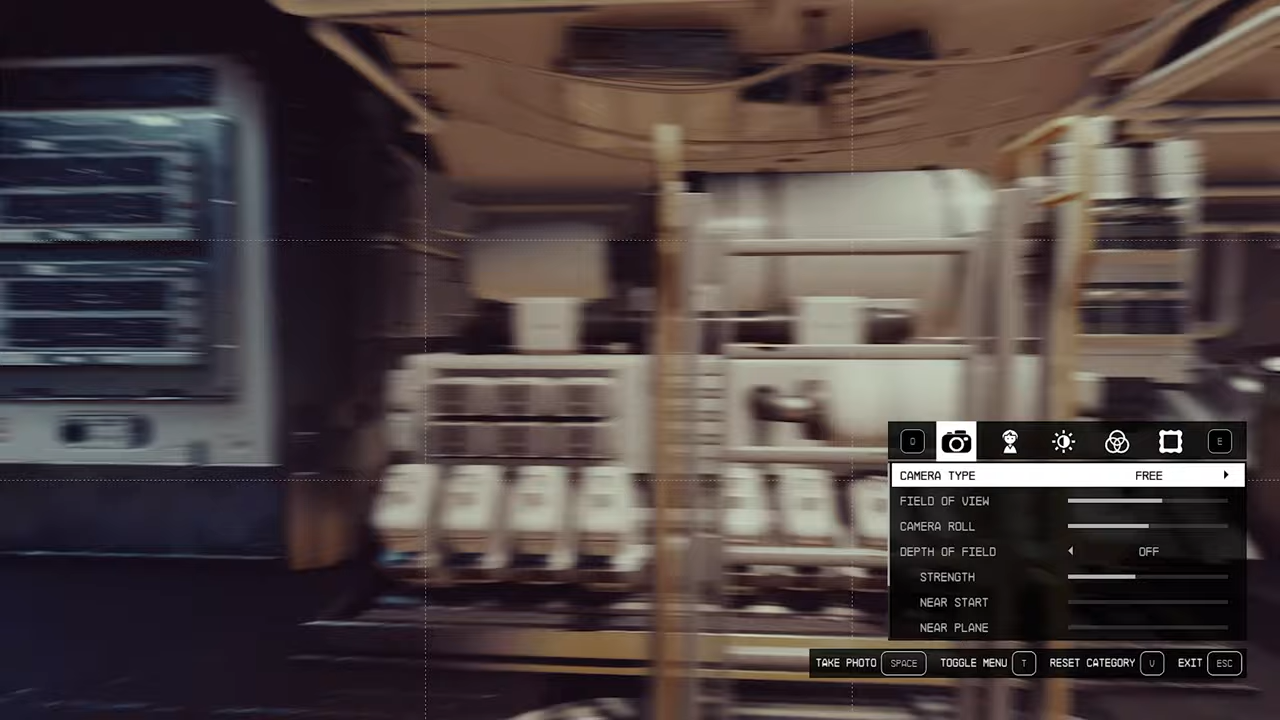 Q E
CAMERA TYPE FREE
FIELD OF VIEW
CAMERA ROLL
DEPTH OF FIELD OFF
STRENGTH
NEAR START
NEAR PLANE
TAKE PHOTO SPACE TOGGLE MENU T RESET CATEGORY V EXIT ESC